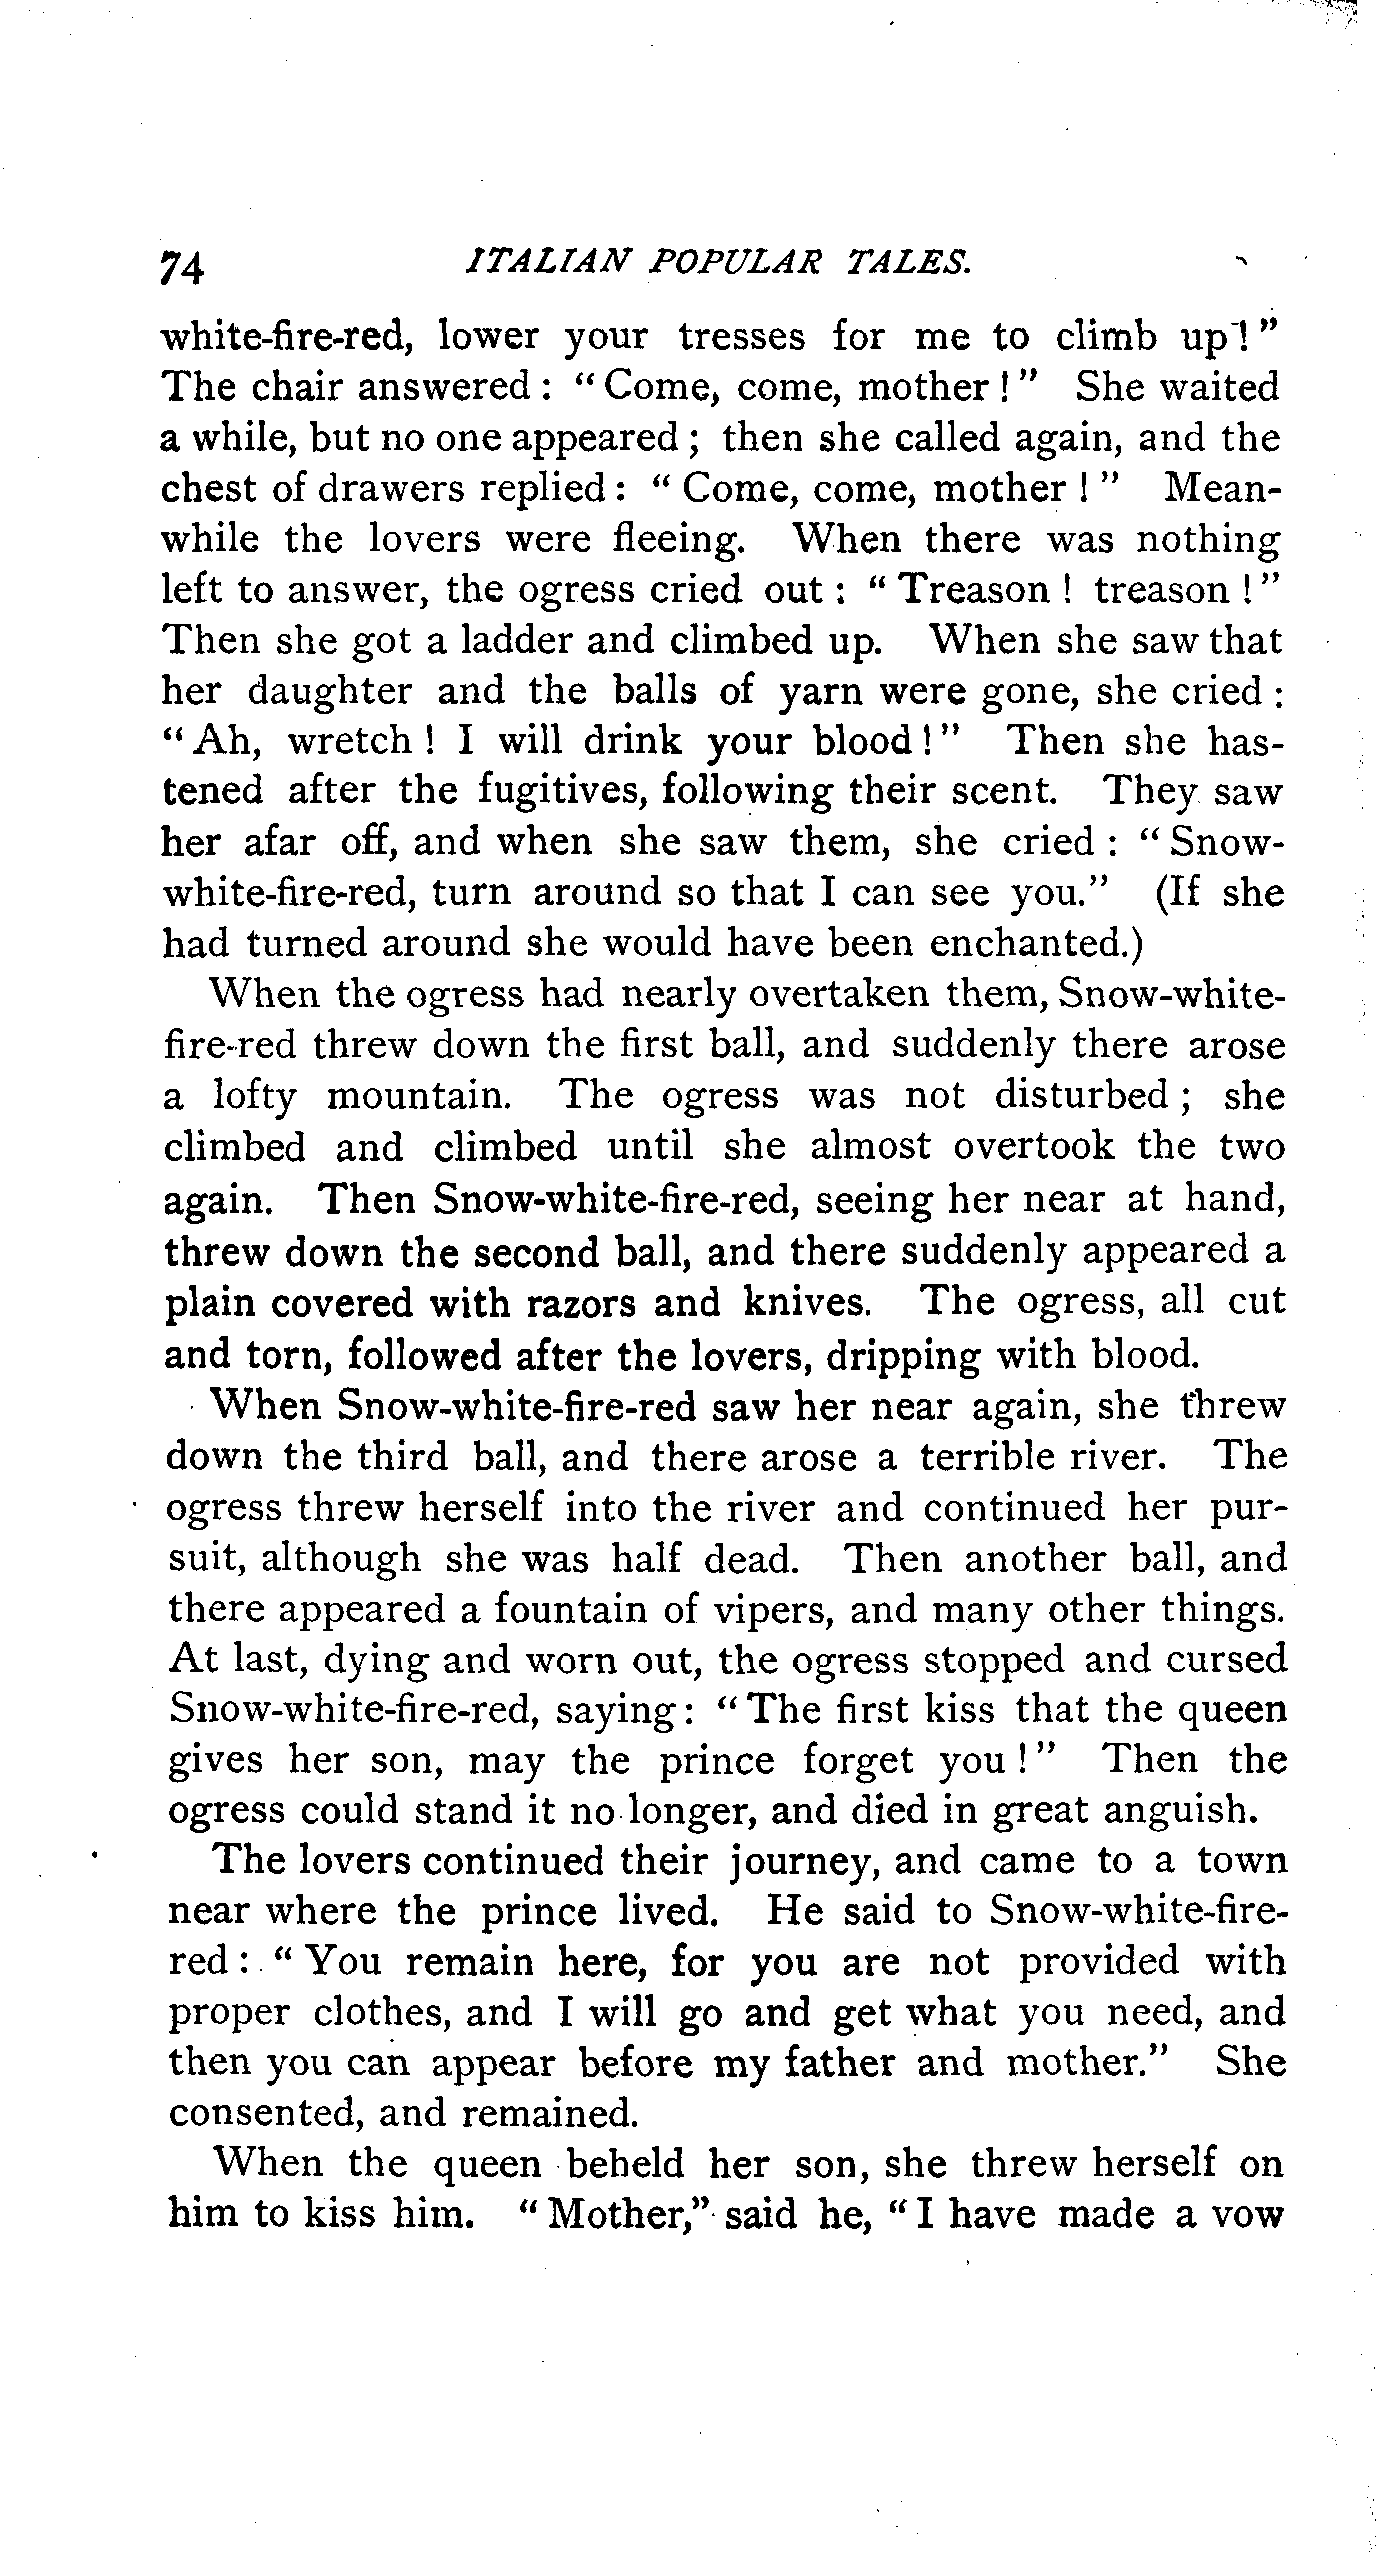 74 ITALIAN POPULAR TALES.
white-fire-red, lower your tresses for me to climb up!"
The chair answered: "Come, come, mother!" She waited
a while, but no one appeared; then she called again, and the
chest of drawers replied: "Come, come, mother!" Mean-
while the lovers were fleeing. When there was nothing
left to answer, the ogress cried out: "Treason! treason!"
Then she got a ladder and climbed up. When she saw that
her daughter and the balls of yarn were gone, she cried:
"Ah, wretch! I will drink your blood!" Then she has-
tened after the fugitives, following their scent. They saw
her afar off, and when she saw them, she cried: "Snow-
white-fire-red, turn around so that I can see you." (If she
had turned around she would have been enchanted.)
When the ogress had nearly overtaken them, Snow-white-
fire-red threw down the first ball, and suddenly there arose
a lofty mountain. The ogress was not disturbed; she
climbed and climbed until she almost overtook the two
again. Then Snow-white-fire-red, seeing her near at hand,
threw down the second ball, and there suddenly appeared a
plain covered with razors and knives. The ogress, all cut
and torn, followed after the lovers, dripping with blood.
When Snow-white-fire-red saw her near again, she threw
down the third ball, and there arose a terrible river. The
ogress threw herself into the river and continued her pur-
suit, although she was half dead. Then another ball, and
there appeared a fountain of vipers, and many other things.
At last, dying and worn out, the ogress stopped and cursed
Snow-white-fire-red, saying: "The first kiss that the queen
gives her son, may the prince forget you!" Then the
ogress could stand it no longer, and died in great anguish.
The lovers continued their journey, and came to a town
near where the prince lived. He said to Snow-white-fire-
red: "You remain here, for you are not provided with
proper clothes, and I will go and get what you need, and
then you can appear before my father and mother." She
consented, and remained.
When the queen beheld her son, she threw herself on
him to kiss him. "Mother," said he, "I have made a vow